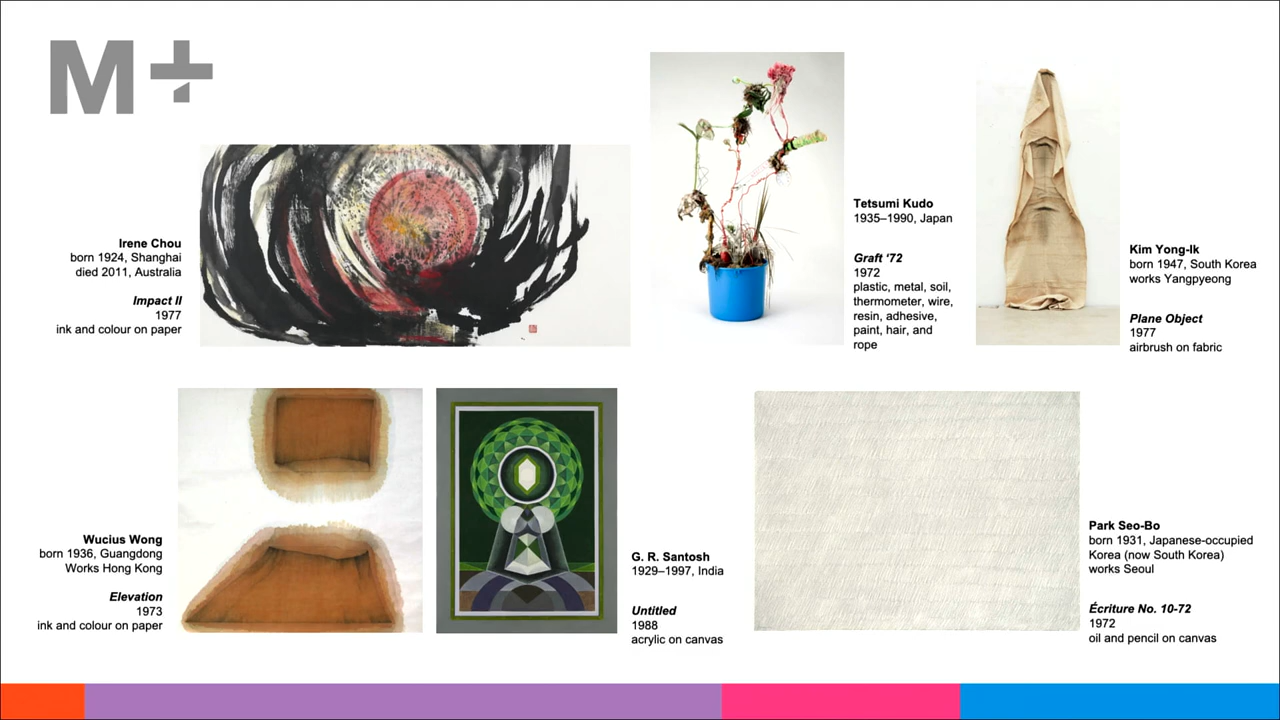 M+
Irene Chou
born 1924, Shanghai
died 2011, Australia
Impact II
1977
ink and colour on paper
Tetsumi Kudo
1935–1990, Japan
Graft ‘72
1972
plastic, metal, soil,
thermometer, wire,
resin, adhesive,
paint, hair, and
rope
Kim Yong-Ik
born 1947, South Korea
works Yangpyeong
Plane Object
1977
airbrush on fabric
Wucius Wong
born 1936, Guangdong
Works Hong Kong
Elevation
1973
ink and colour on paper
G. R. Santosh
1929–1997, India
Untitled
1988
acrylic on canvas
Park Seo-Bo
born 1931, Japanese-occupied
Korea (now South Korea)
works Seoul
Écriture No. 10-72
1972
oil and pencil on canvas